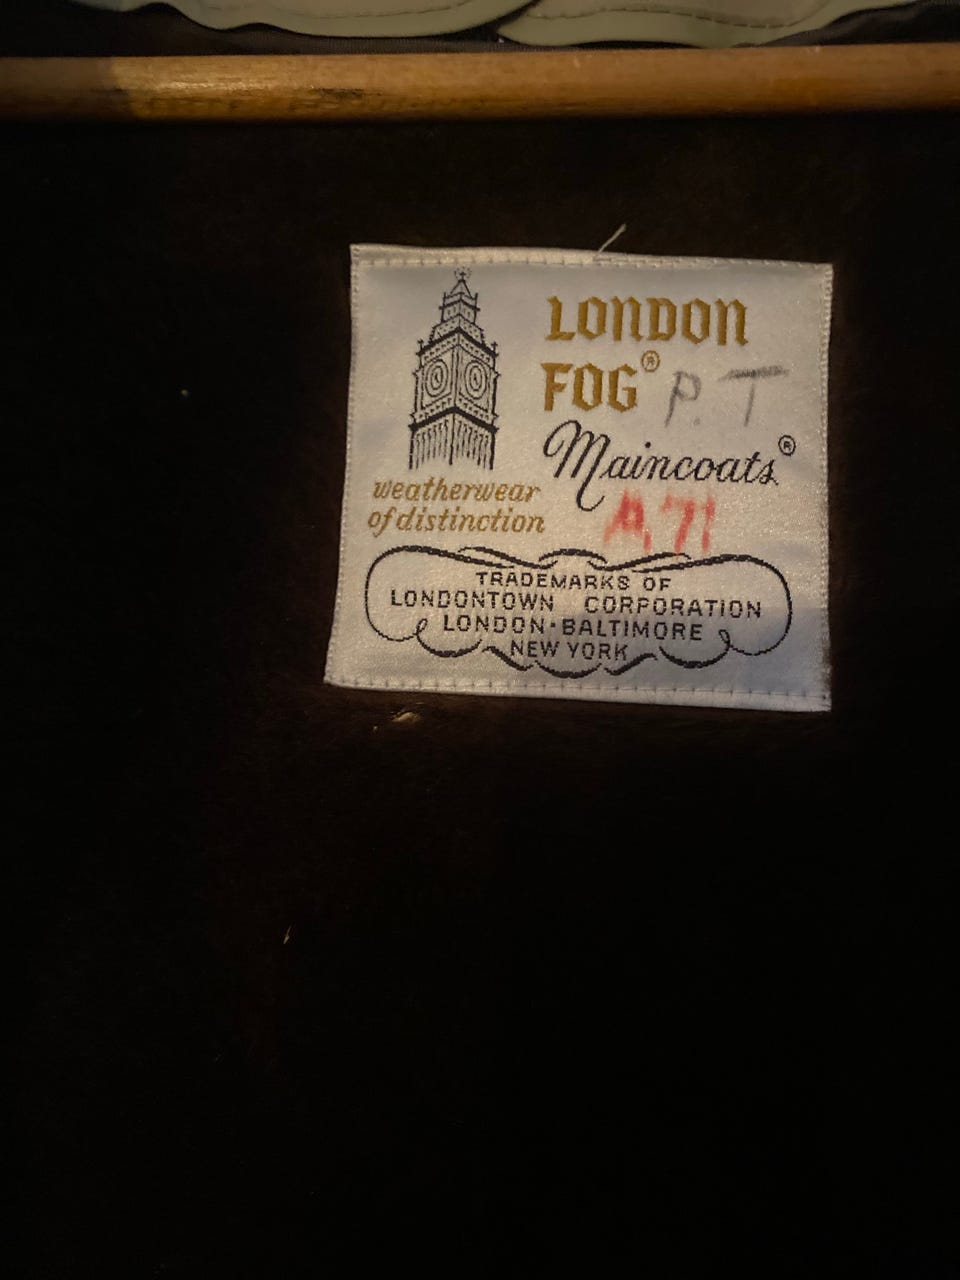 LONDON
FOG®
P. T
Maincoats®
weatherwear
of distinction
A, 71
TRADEMARKS OF
LONDONTOWN CORPORATION
LONDON·BALTIMORE
NEW YORK